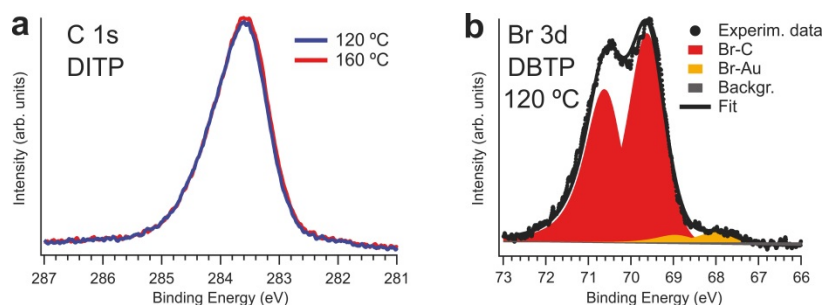 a
C 1s
DITP
120 ºC
160 ºC
Intensity (arb. units)
287 286 285 284 283 282 281
Binding Energy (eV)
b
Br 3d
DBTP
120 ºC
Experim. data
Br-C
Br-Au
Backgr.
Fit
Intensity (arb. units)
73 72 71 70 69 68 67 66
Binding Energy (eV)